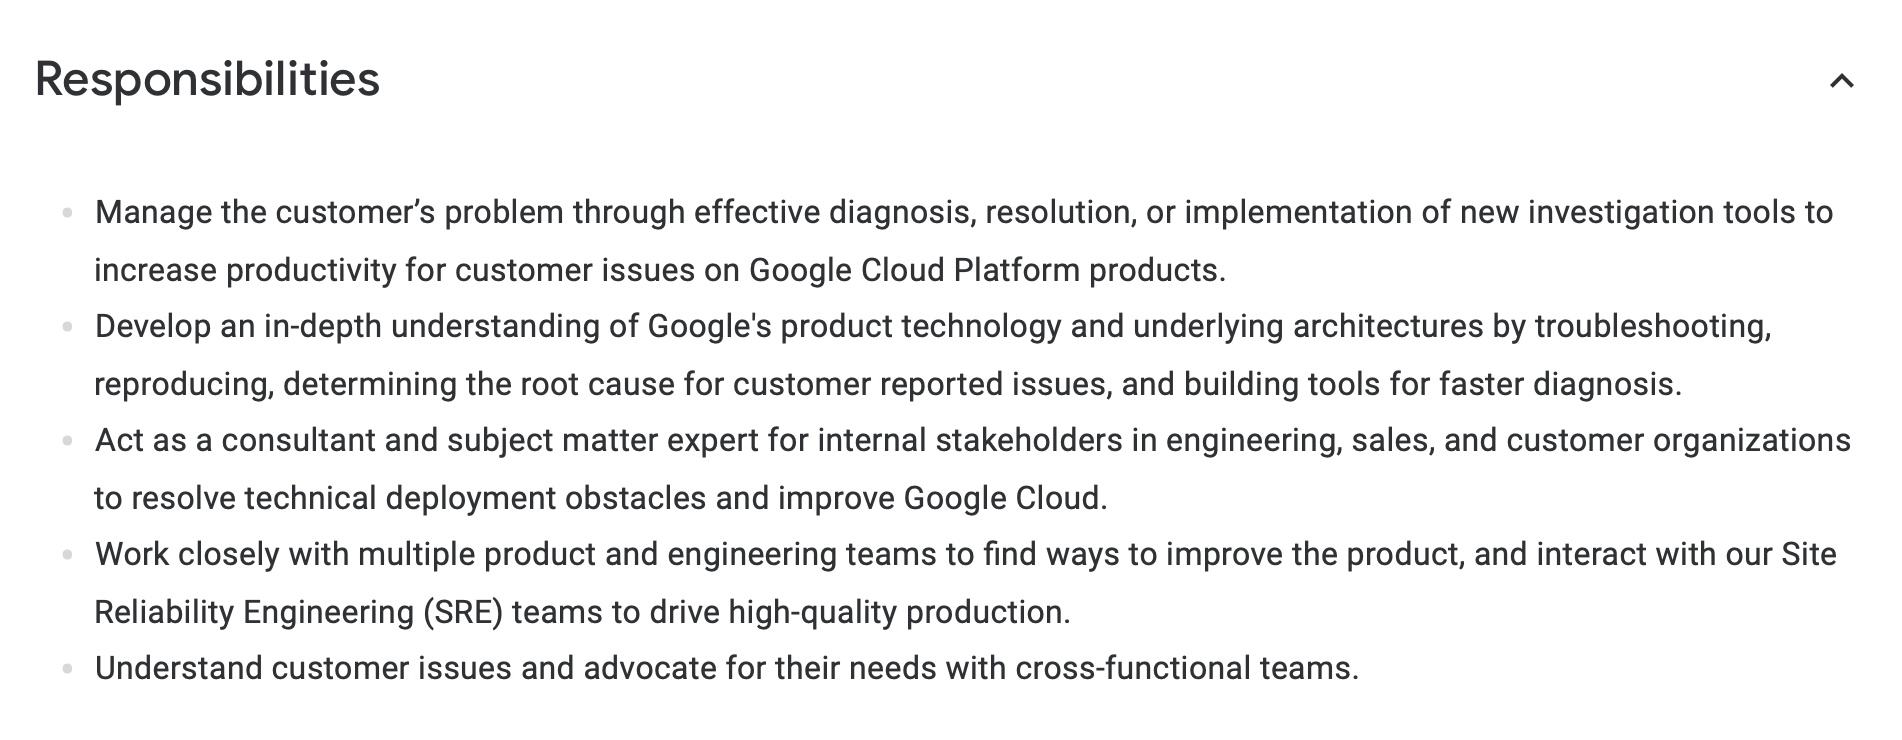 Responsibilities
Manage the customer’s problem through effective diagnosis, resolution, or implementation of new investigation tools to
increase productivity for customer issues on Google Cloud Platform products.
Develop an in-depth understanding of Google's product technology and underlying architectures by troubleshooting,
reproducing, determining the root cause for customer reported issues, and building tools for faster diagnosis.
Act as a consultant and subject matter expert for internal stakeholders in engineering, sales, and customer organizations
to resolve technical deployment obstacles and improve Google Cloud.
Work closely with multiple product and engineering teams to find ways to improve the product, and interact with our Site
Reliability Engineering (SRE) teams to drive high-quality production.
Understand customer issues and advocate for their needs with cross-functional teams.